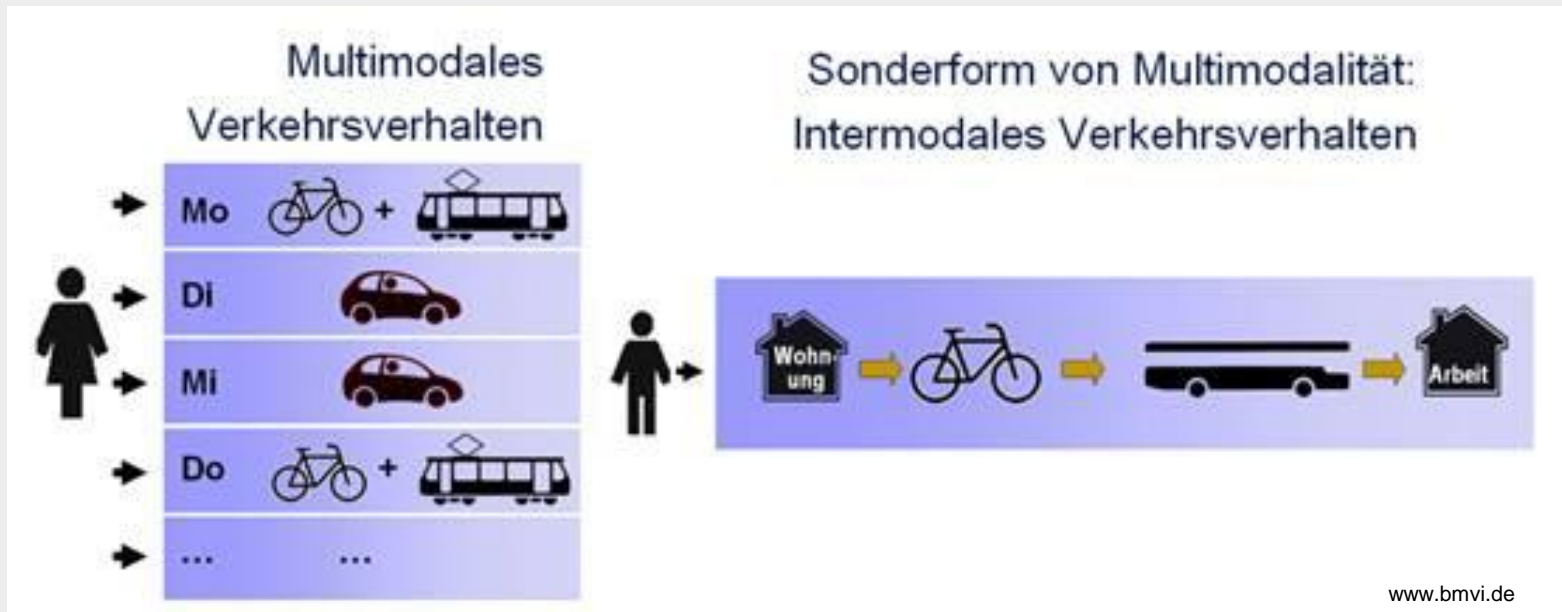 Multimodales
Verkehrsverhalten
Mo +
Di
Mi
Do +
... ...
Sonderform von Multimodalität:
Intermodales Verkehrsverhalten
Wohn-
ung
Arbeit
www.bmvi.de